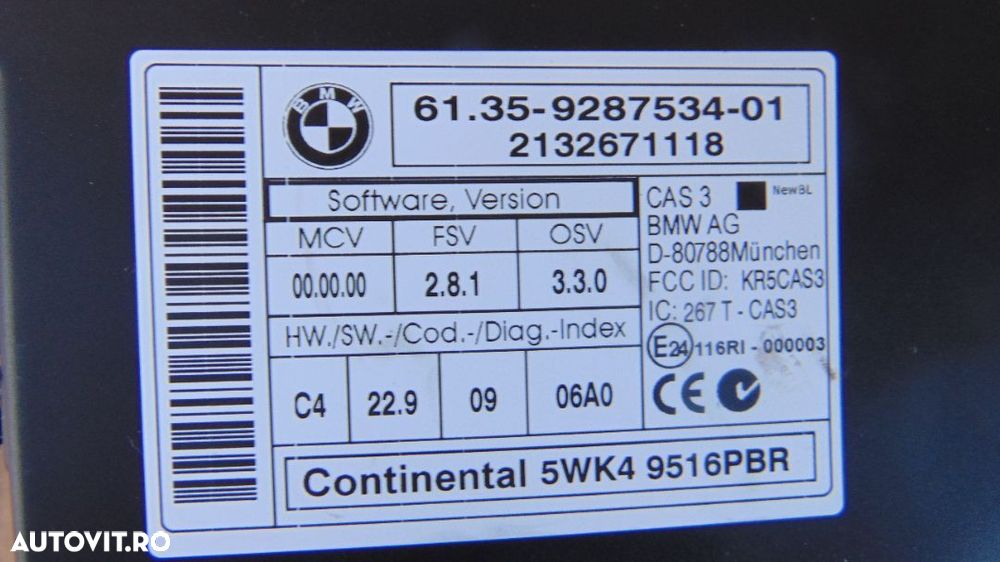 BMW
61.35-9287534-01
2132671118
Software, Version
MCV FSV OSV
00.00.00 2.8.1 3.3.0
HW./SW.-/Cod.-/Diag.-Index
C4 22.9 09 06A0
CAS 3 NewBL
BMW AG
D-80788München
FCC ID: KR5CAS3
IC: 267 T - CAS3
E24 116RI - 000003
CE
Continental 5WK4 9516PBR
AUTOVIT.RO